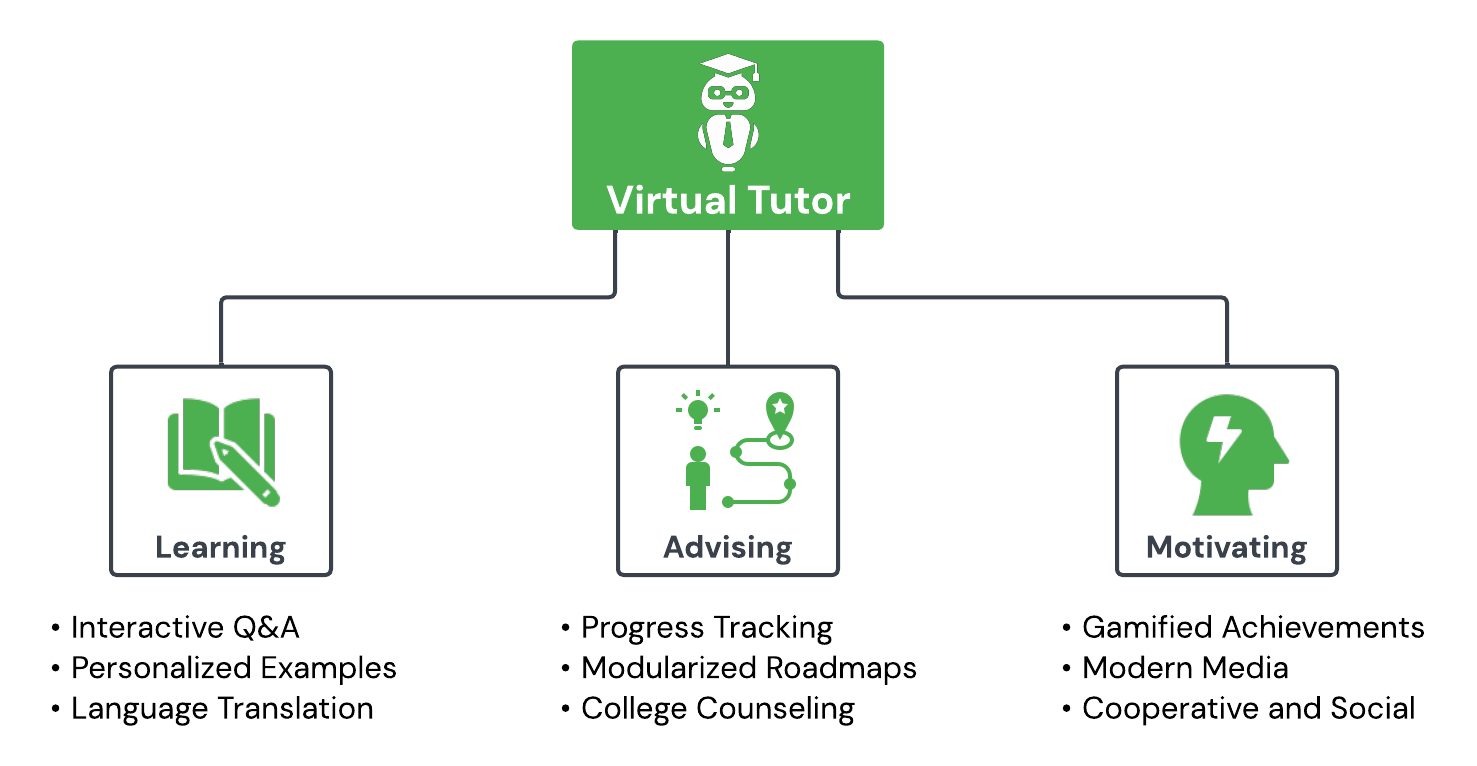 Virtual Tutor
Learning
• Interactive Q&A
• Personalized Examples
• Language Translation
Advising
• Progress Tracking
• Modularized Roadmaps
• College Counseling
Motivating
• Gamified Achievements
• Modern Media
• Cooperative and Social